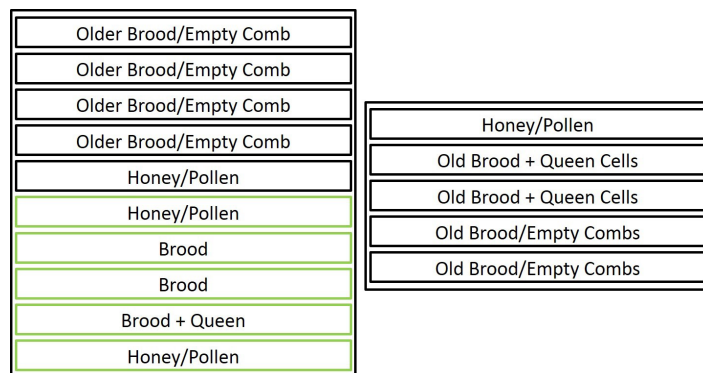 Older Brood/Empty Comb
Older Brood/Empty Comb
Older Brood/Empty Comb
Older Brood/Empty Comb
Honey/Pollen
Honey/Pollen
Brood
Brood
Brood + Queen
Honey/Pollen
Honey/Pollen
Old Brood + Queen Cells
Old Brood + Queen Cells
Old Brood/Empty Combs
Old Brood/Empty Combs